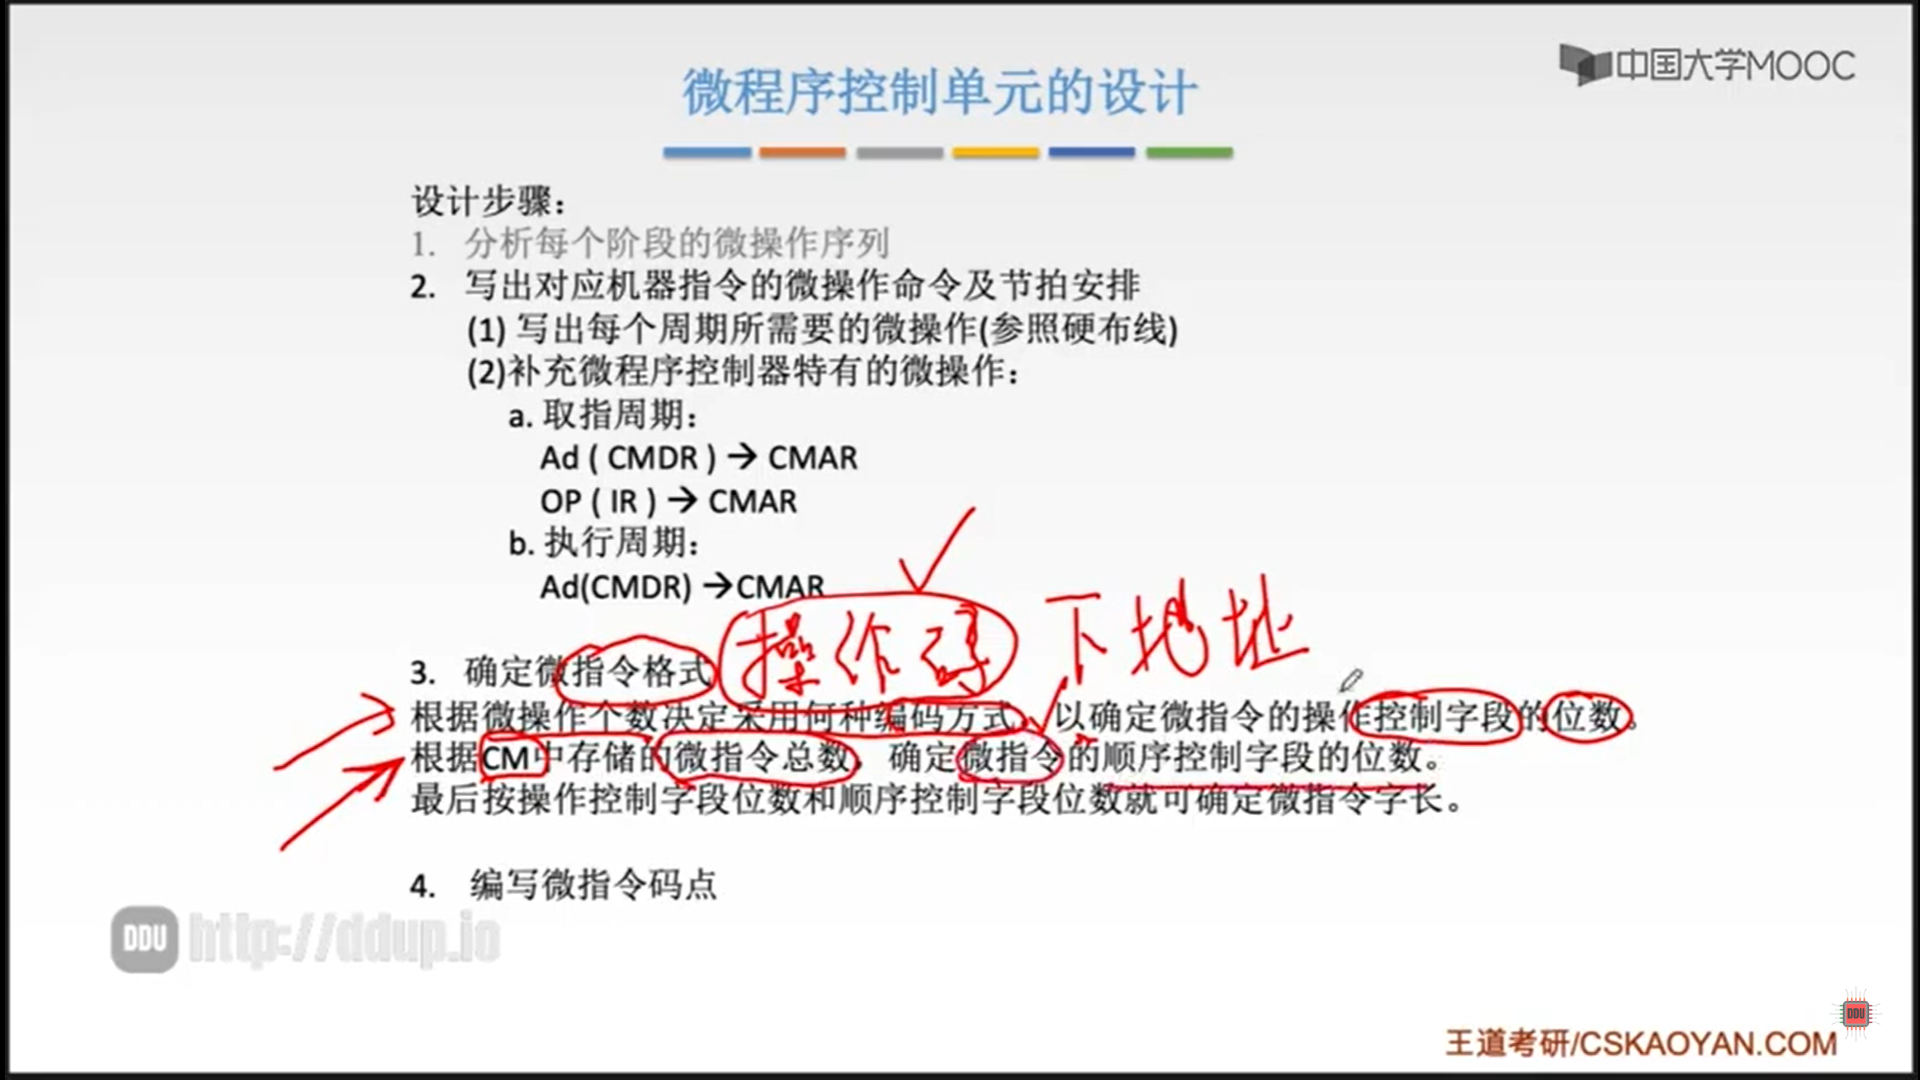 中国大学MOOC
微程序控制单元的设计
设计步骤：
1. 分析每个阶段的微操作序列
2. 写出对应机器指令的微操作命令及节拍安排
(1) 写出每个周期所需要的微操作(参照硬布线)
(2)补充微程序控制器特有的微操作：
a. 取指周期：
Ad ( CMDR ) → CMAR
OP ( IR ) → CMAR
b. 执行周期：
Ad(CMDR) →CMAR
操作码 下地址
3. 确定微指令格式
根据微操作个数决定采用何种编码方式，以确定微指令的操作控制字段的位数。
根据CM中存储的微指令总数，确定微指令的顺序控制字段的位数。
最后按操作控制字段位数和顺序控制字段位数就可确定微指令字长。
4. 编写微指令码点
DDU http://ddup.io
DDU
王道考研/CSKAOYAN.COM